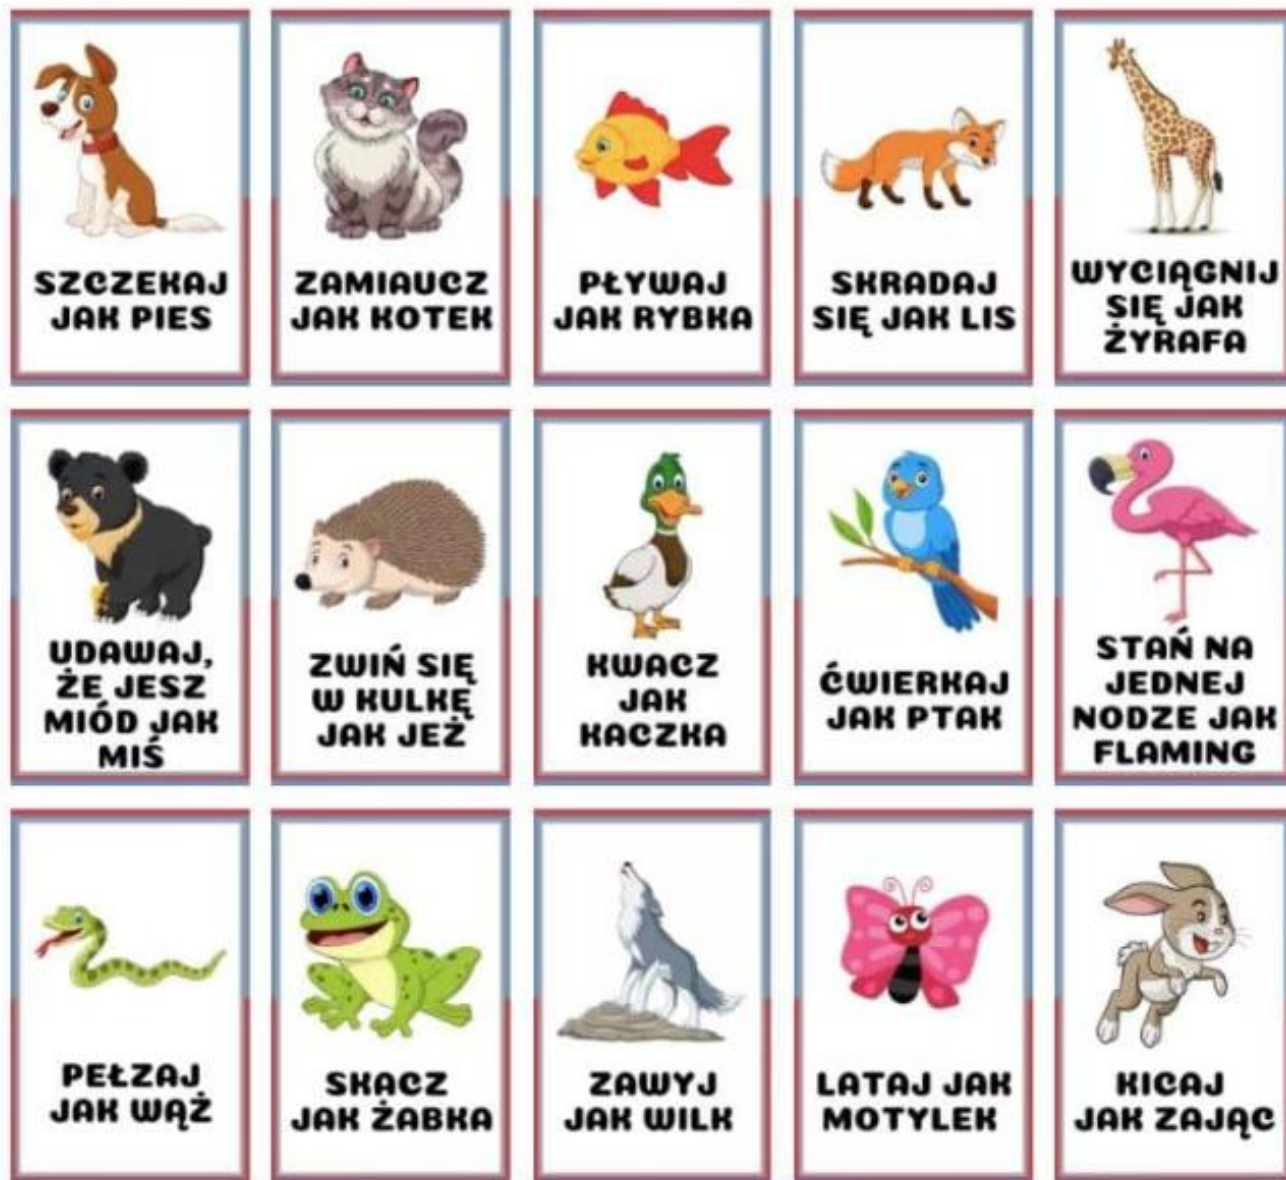 SZCZEKAJ
JAK PIES
ZAMIAUCZ
JAK KOTEK
PŁYWAJ
JAK RYBKA
SKRADAJ
SIĘ JAK LIS
WYCIĄGNIJ
SIĘ JAK
ŻYRAFA
UDAWAJ,
ŻE JESZ
MIÓD JAK
MIŚ
ZWIŃ SIĘ
W KULKĘ
JAK JEŻ
KWACZ
JAK
KACZKA
ĆWIERKAJ
JAK PTAK
STAŃ NA
JEDNEJ
NODZE JAK
FLAMING
PEŁZAJ
JAK WĄŻ
SKACZ
JAK ŻABKA
ZAWYJ
JAK WILK
LATAJ JAK
MOTYLEK
KICAJ
JAK ZAJĄC